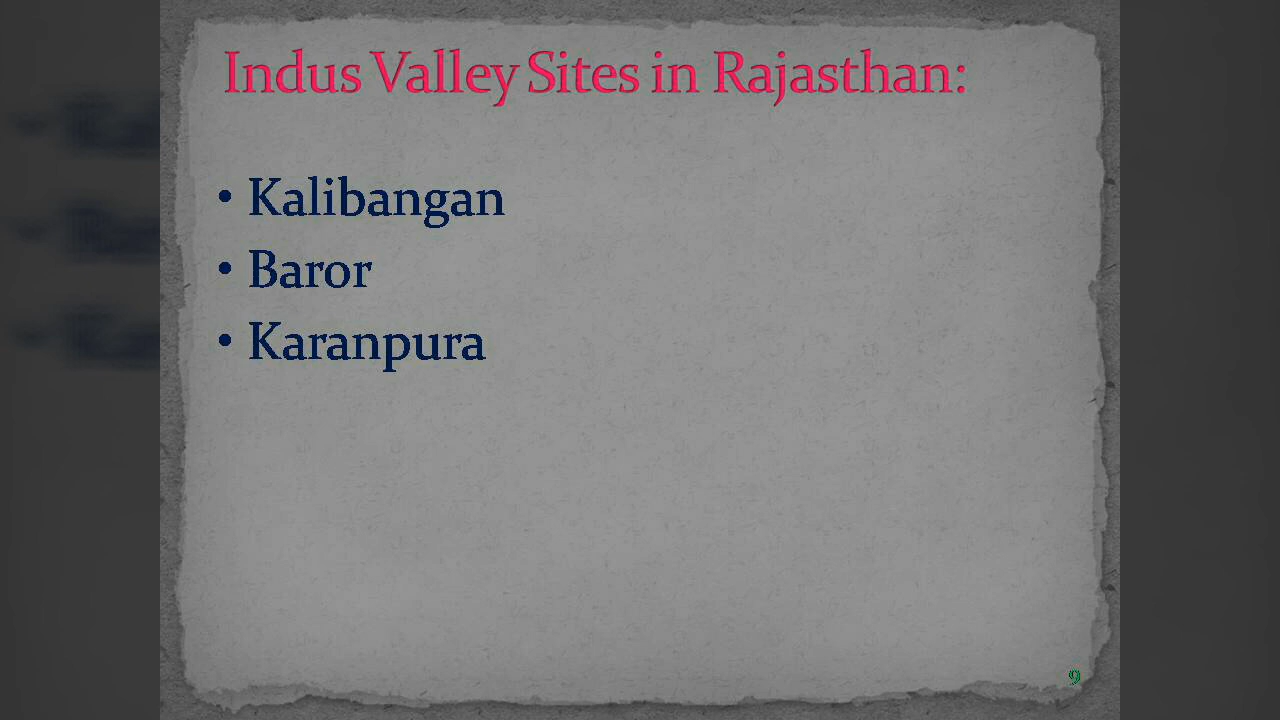 Indus Valley Sites in Rajasthan:
• Kalibangan
• Baror
• Karanpura
9